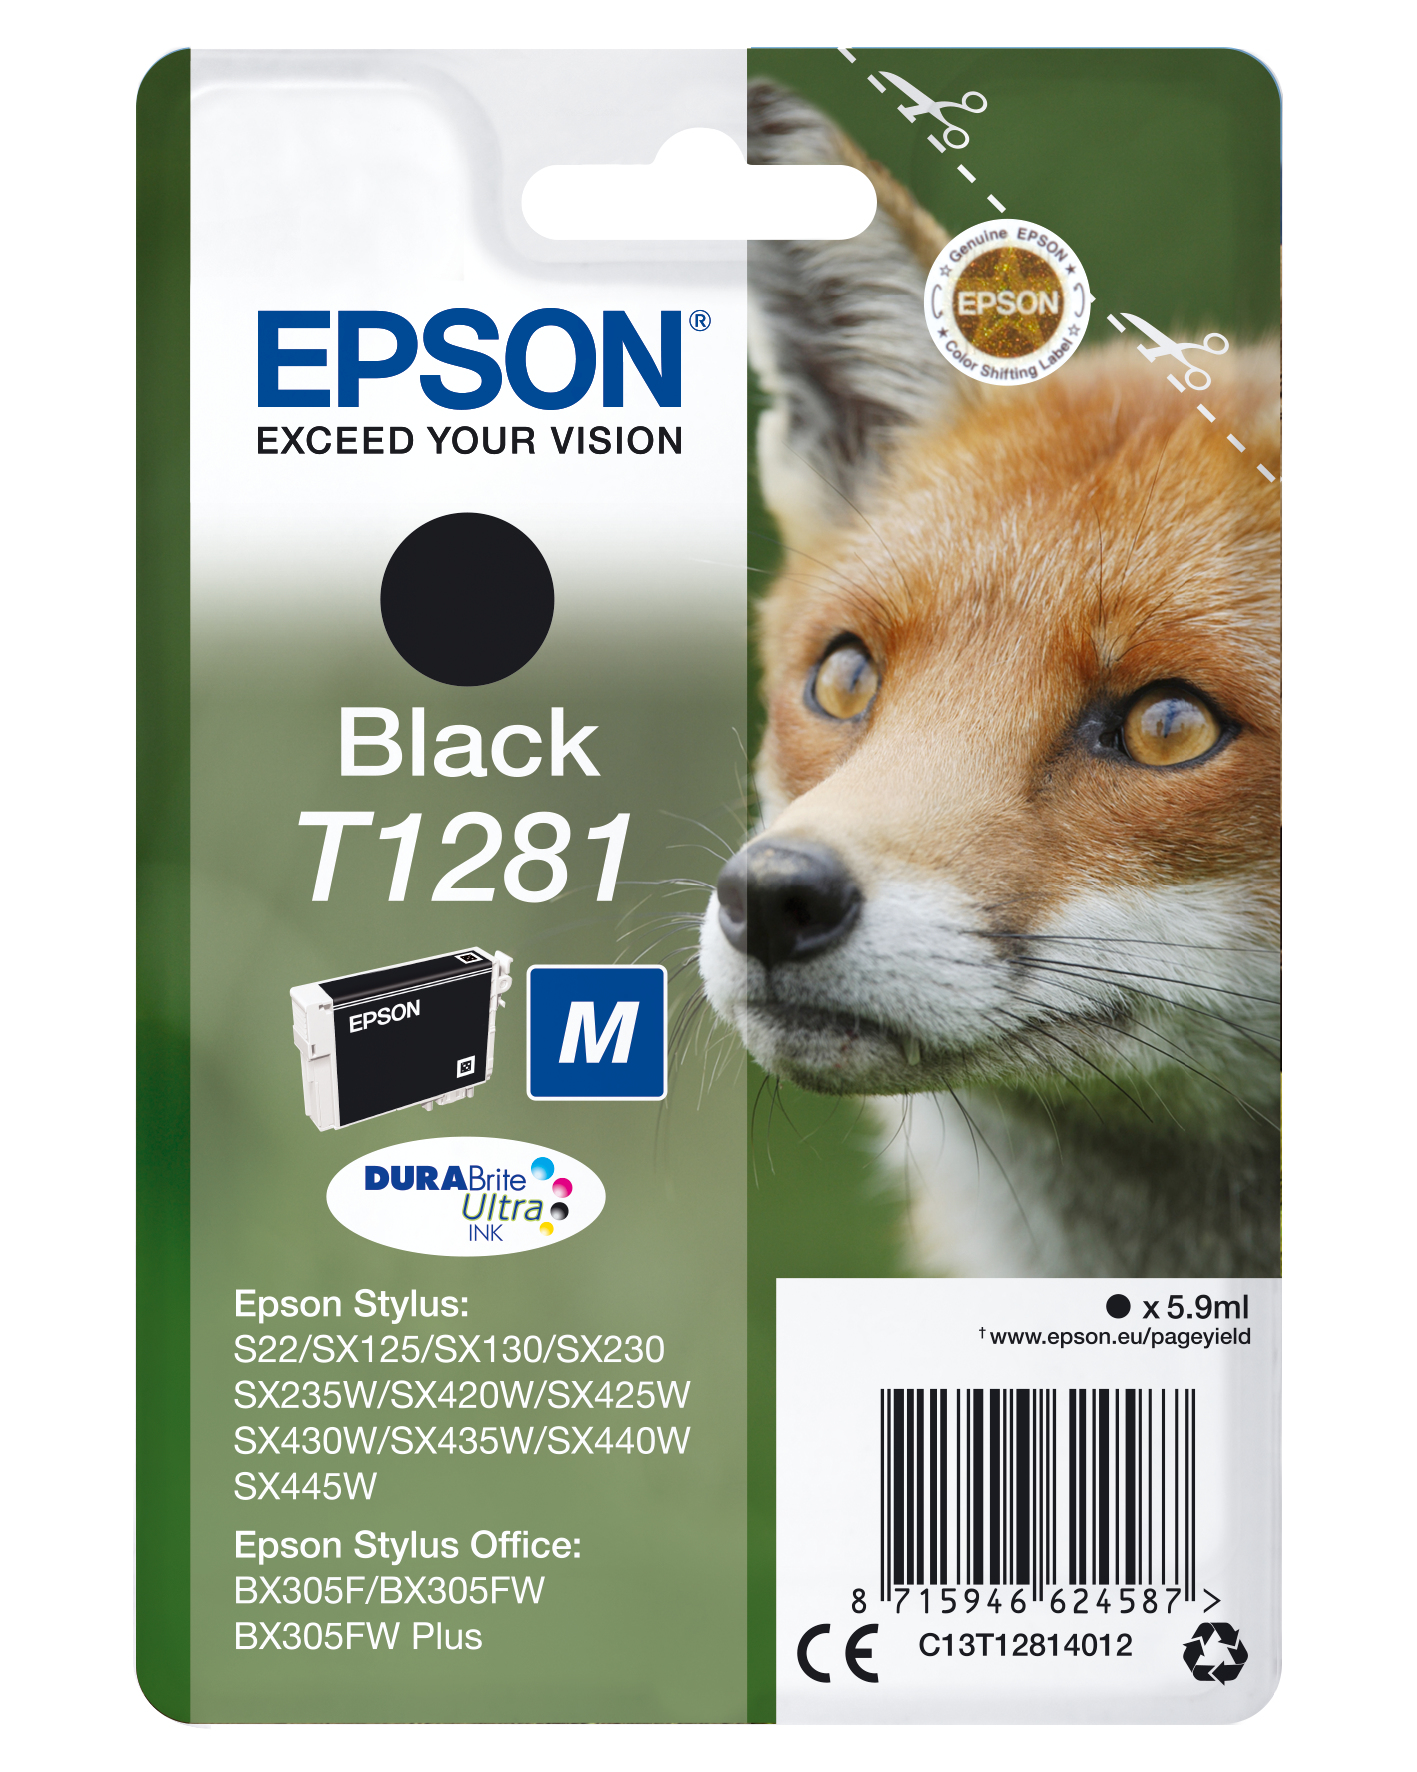 Genuine EPSON
EPSON
Color Shifting Label
EPSON®
EXCEED YOUR VISION
Black
T1281
EPSON
M
DURABrite
Ultra
INK
Epson Stylus:
S22/SX125/SX130/SX230
SX235W/SX420W/SX425W
SX430W/SX435W/SX440W
SX445W
Epson Stylus Office:
BX305F/BX305FW
BX305FW Plus
x 5.9ml
†www.epson.eu/pageyield
8 715946 624587 >
CE C13T12814012